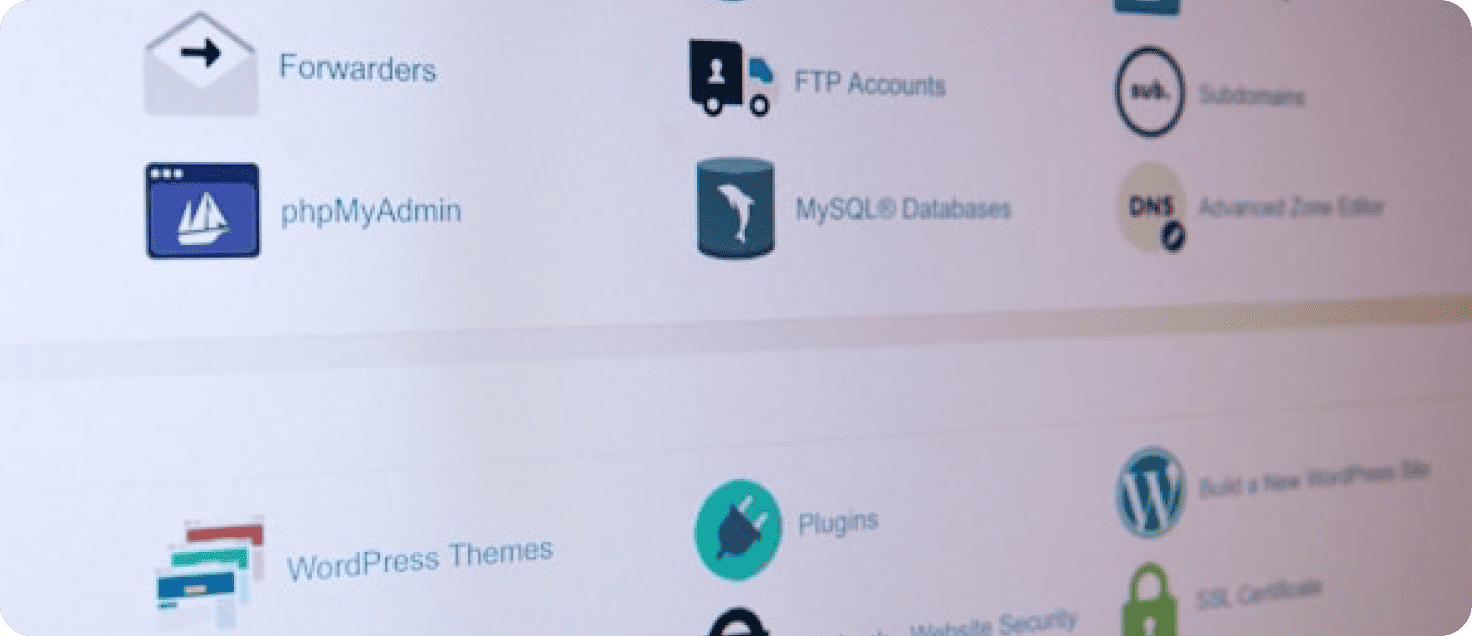 Forwarders
FTP Accounts
sub.
Subdomains
phpMyAdmin
MySQL® Databases
DNS
Advanced Zone Editor
WordPress Themes
Plugins
W
Build a New WordPress Site
Website Security
SSL Certificate